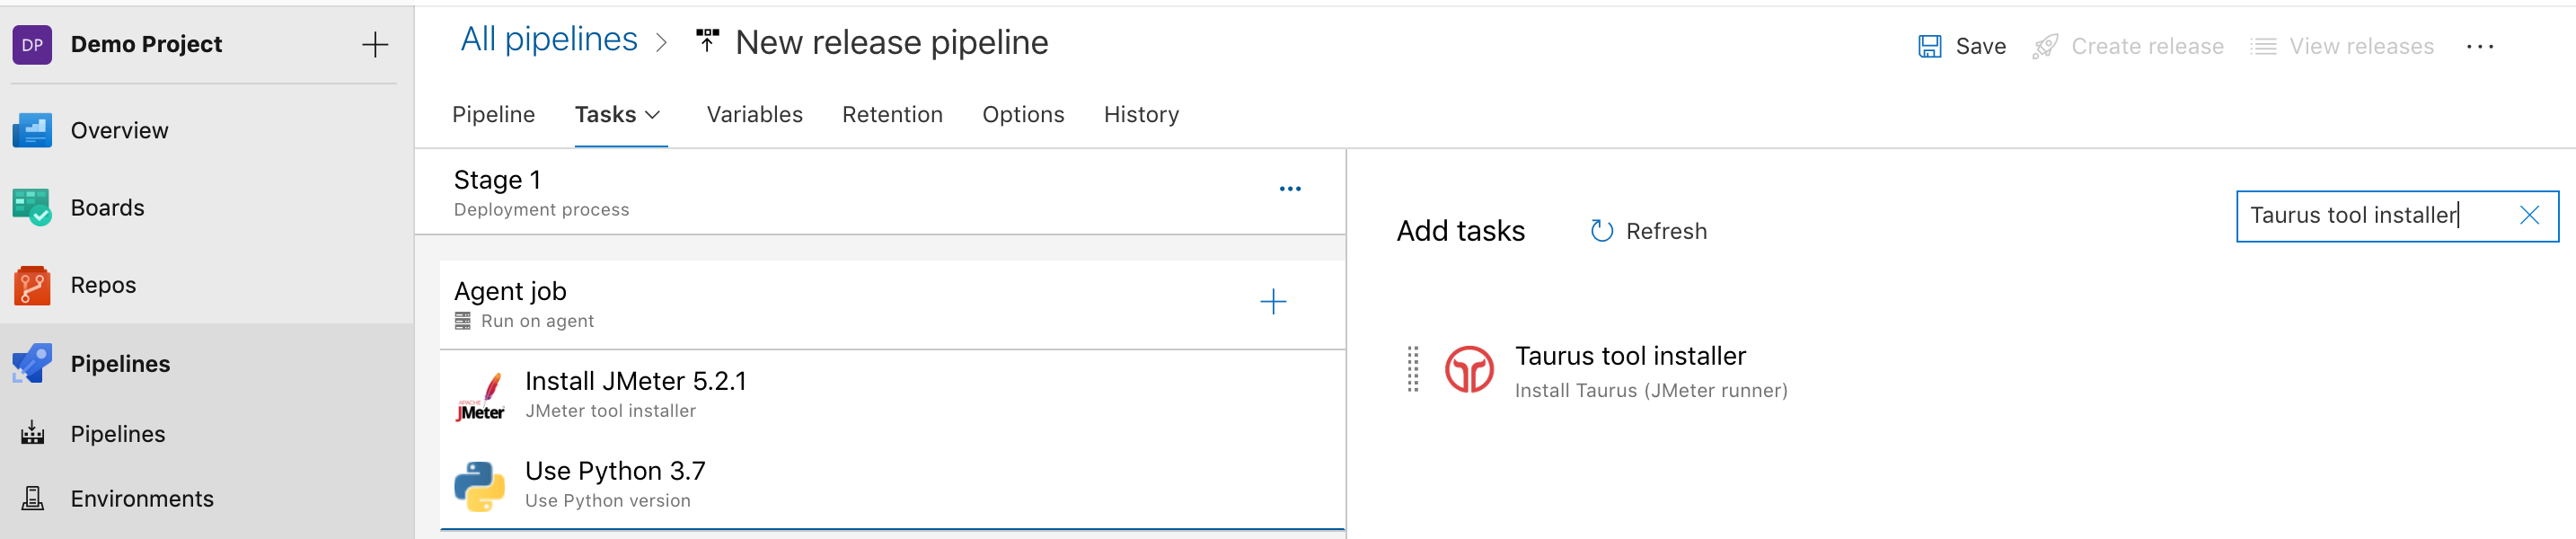 DP Demo Project
Overview
Boards
Repos
Pipelines
Pipelines
Environments
All pipelines New release pipeline
Save Create release View releases
Pipeline Tasks Variables Retention Options History
Stage 1
Deployment process
Agent job
Run on agent
APACHE
JMeter
Install JMeter 5.2.1
JMeter tool installer
Use Python 3.7
Use Python version
Add tasks Refresh
Taurus tool installer
Taurus tool installer
Install Taurus (JMeter runner)